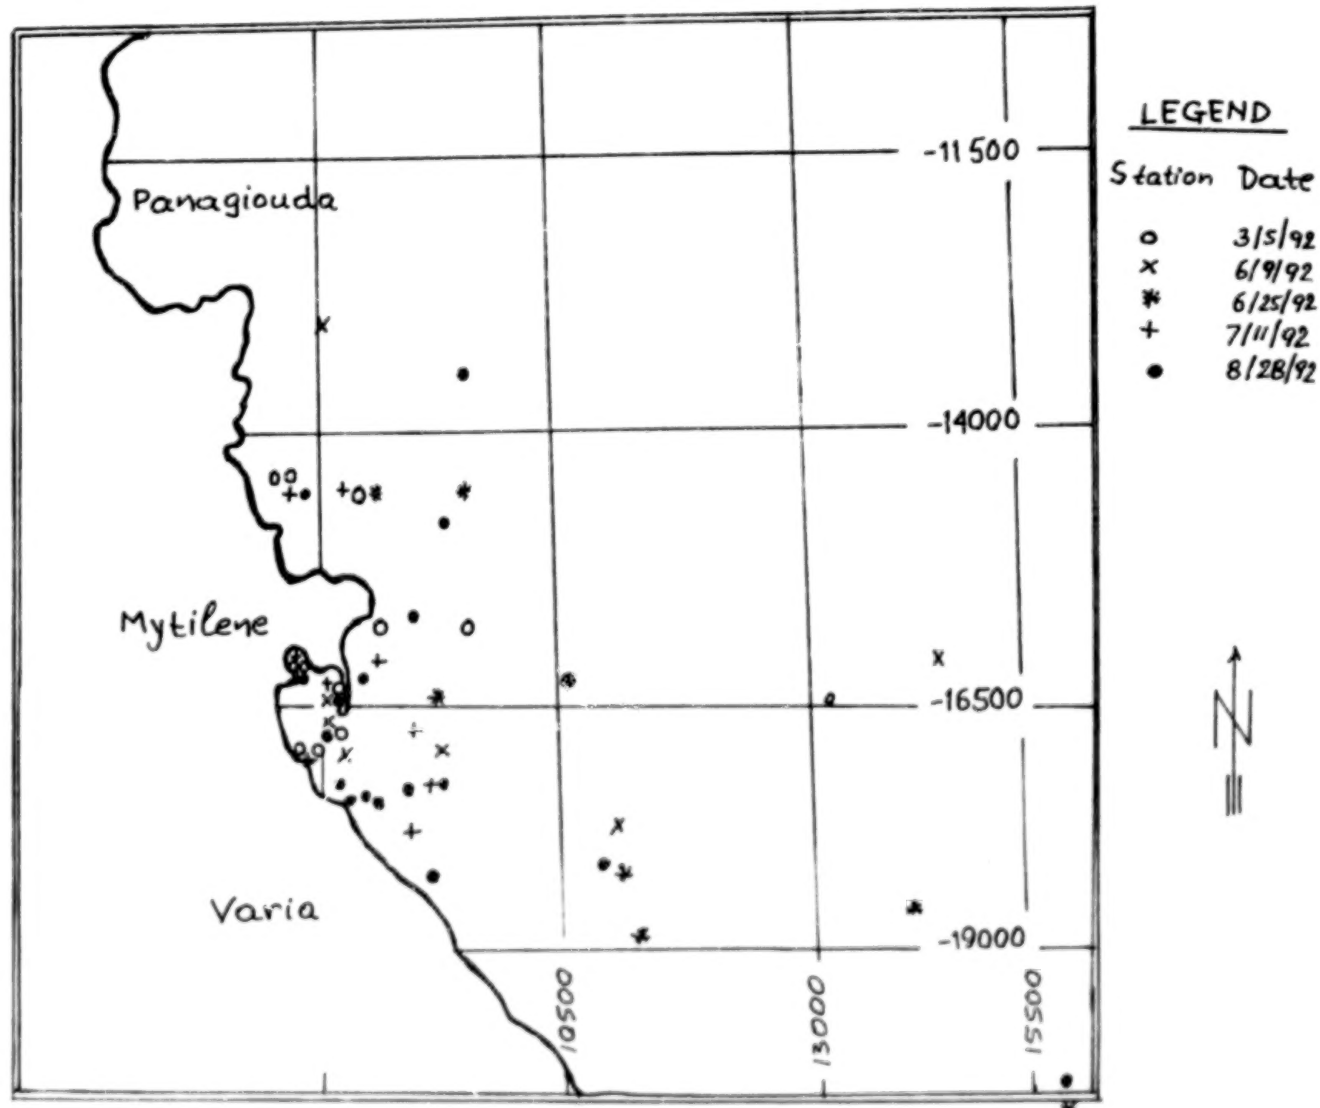 LEGEND
Station Date
o 3/5/92
x 6/9/92
* 6/25/92
+ 7/11/92
• 8/28/92
-11500
Panagiouda
-14000
Mytilene
-16500
N
Varia
-19000
10500
13000
15500